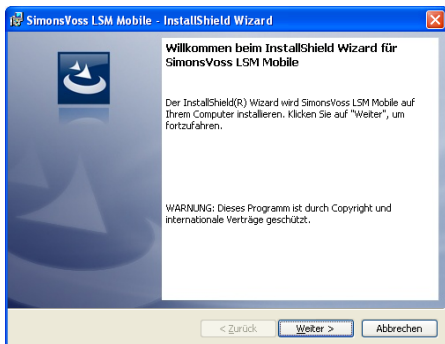 SimonsVoss LSM Mobile - InstallShield Wizard
Willkommen beim InstallShield Wizard für
SimonsVoss LSM Mobile
Der InstallShield(R) Wizard wird SimonsVoss LSM Mobile auf
Ihrem Computer installieren. Klicken Sie auf "Weiter", um
fortzufahren.
WARNUNG: Dieses Programm ist durch Copyright und
internationale Verträge geschützt.
< Zurück
Weiter >
Abbrechen